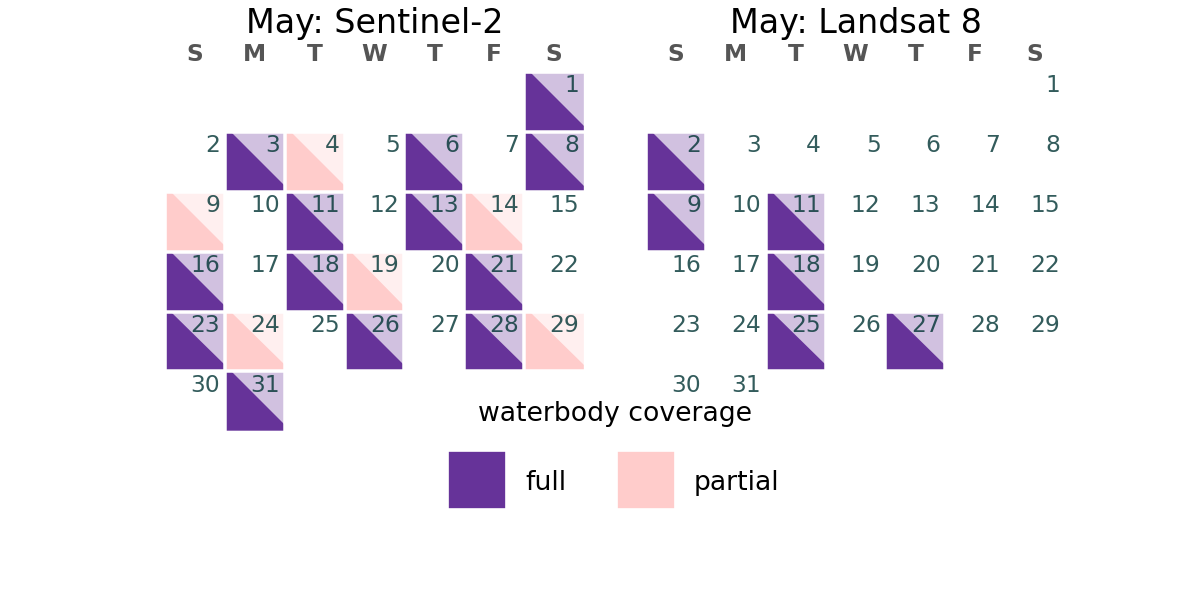 May: Sentinel-2
S M T W T F S
1
2 3 4 5 6 7 8
9 10 11 12 13 14 15
16 17 18 19 20 21 22
23 24 25 26 27 28 29
30 31
May: Landsat 8
S M T W T F S
1
2 3 4 5 6 7 8
9 10 11 12 13 14 15
16 17 18 19 20 21 22
23 24 25 26 27 28 29
30 31
waterbody coverage
full
partial